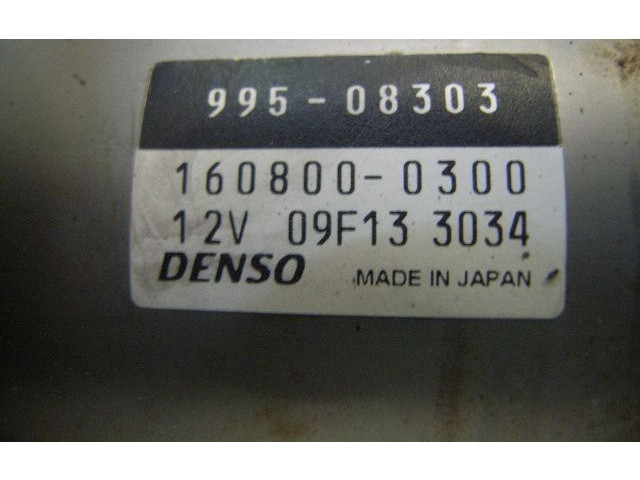 995-08303
160800-0300
12V 09F13 3034
DENSO MADE IN JAPAN